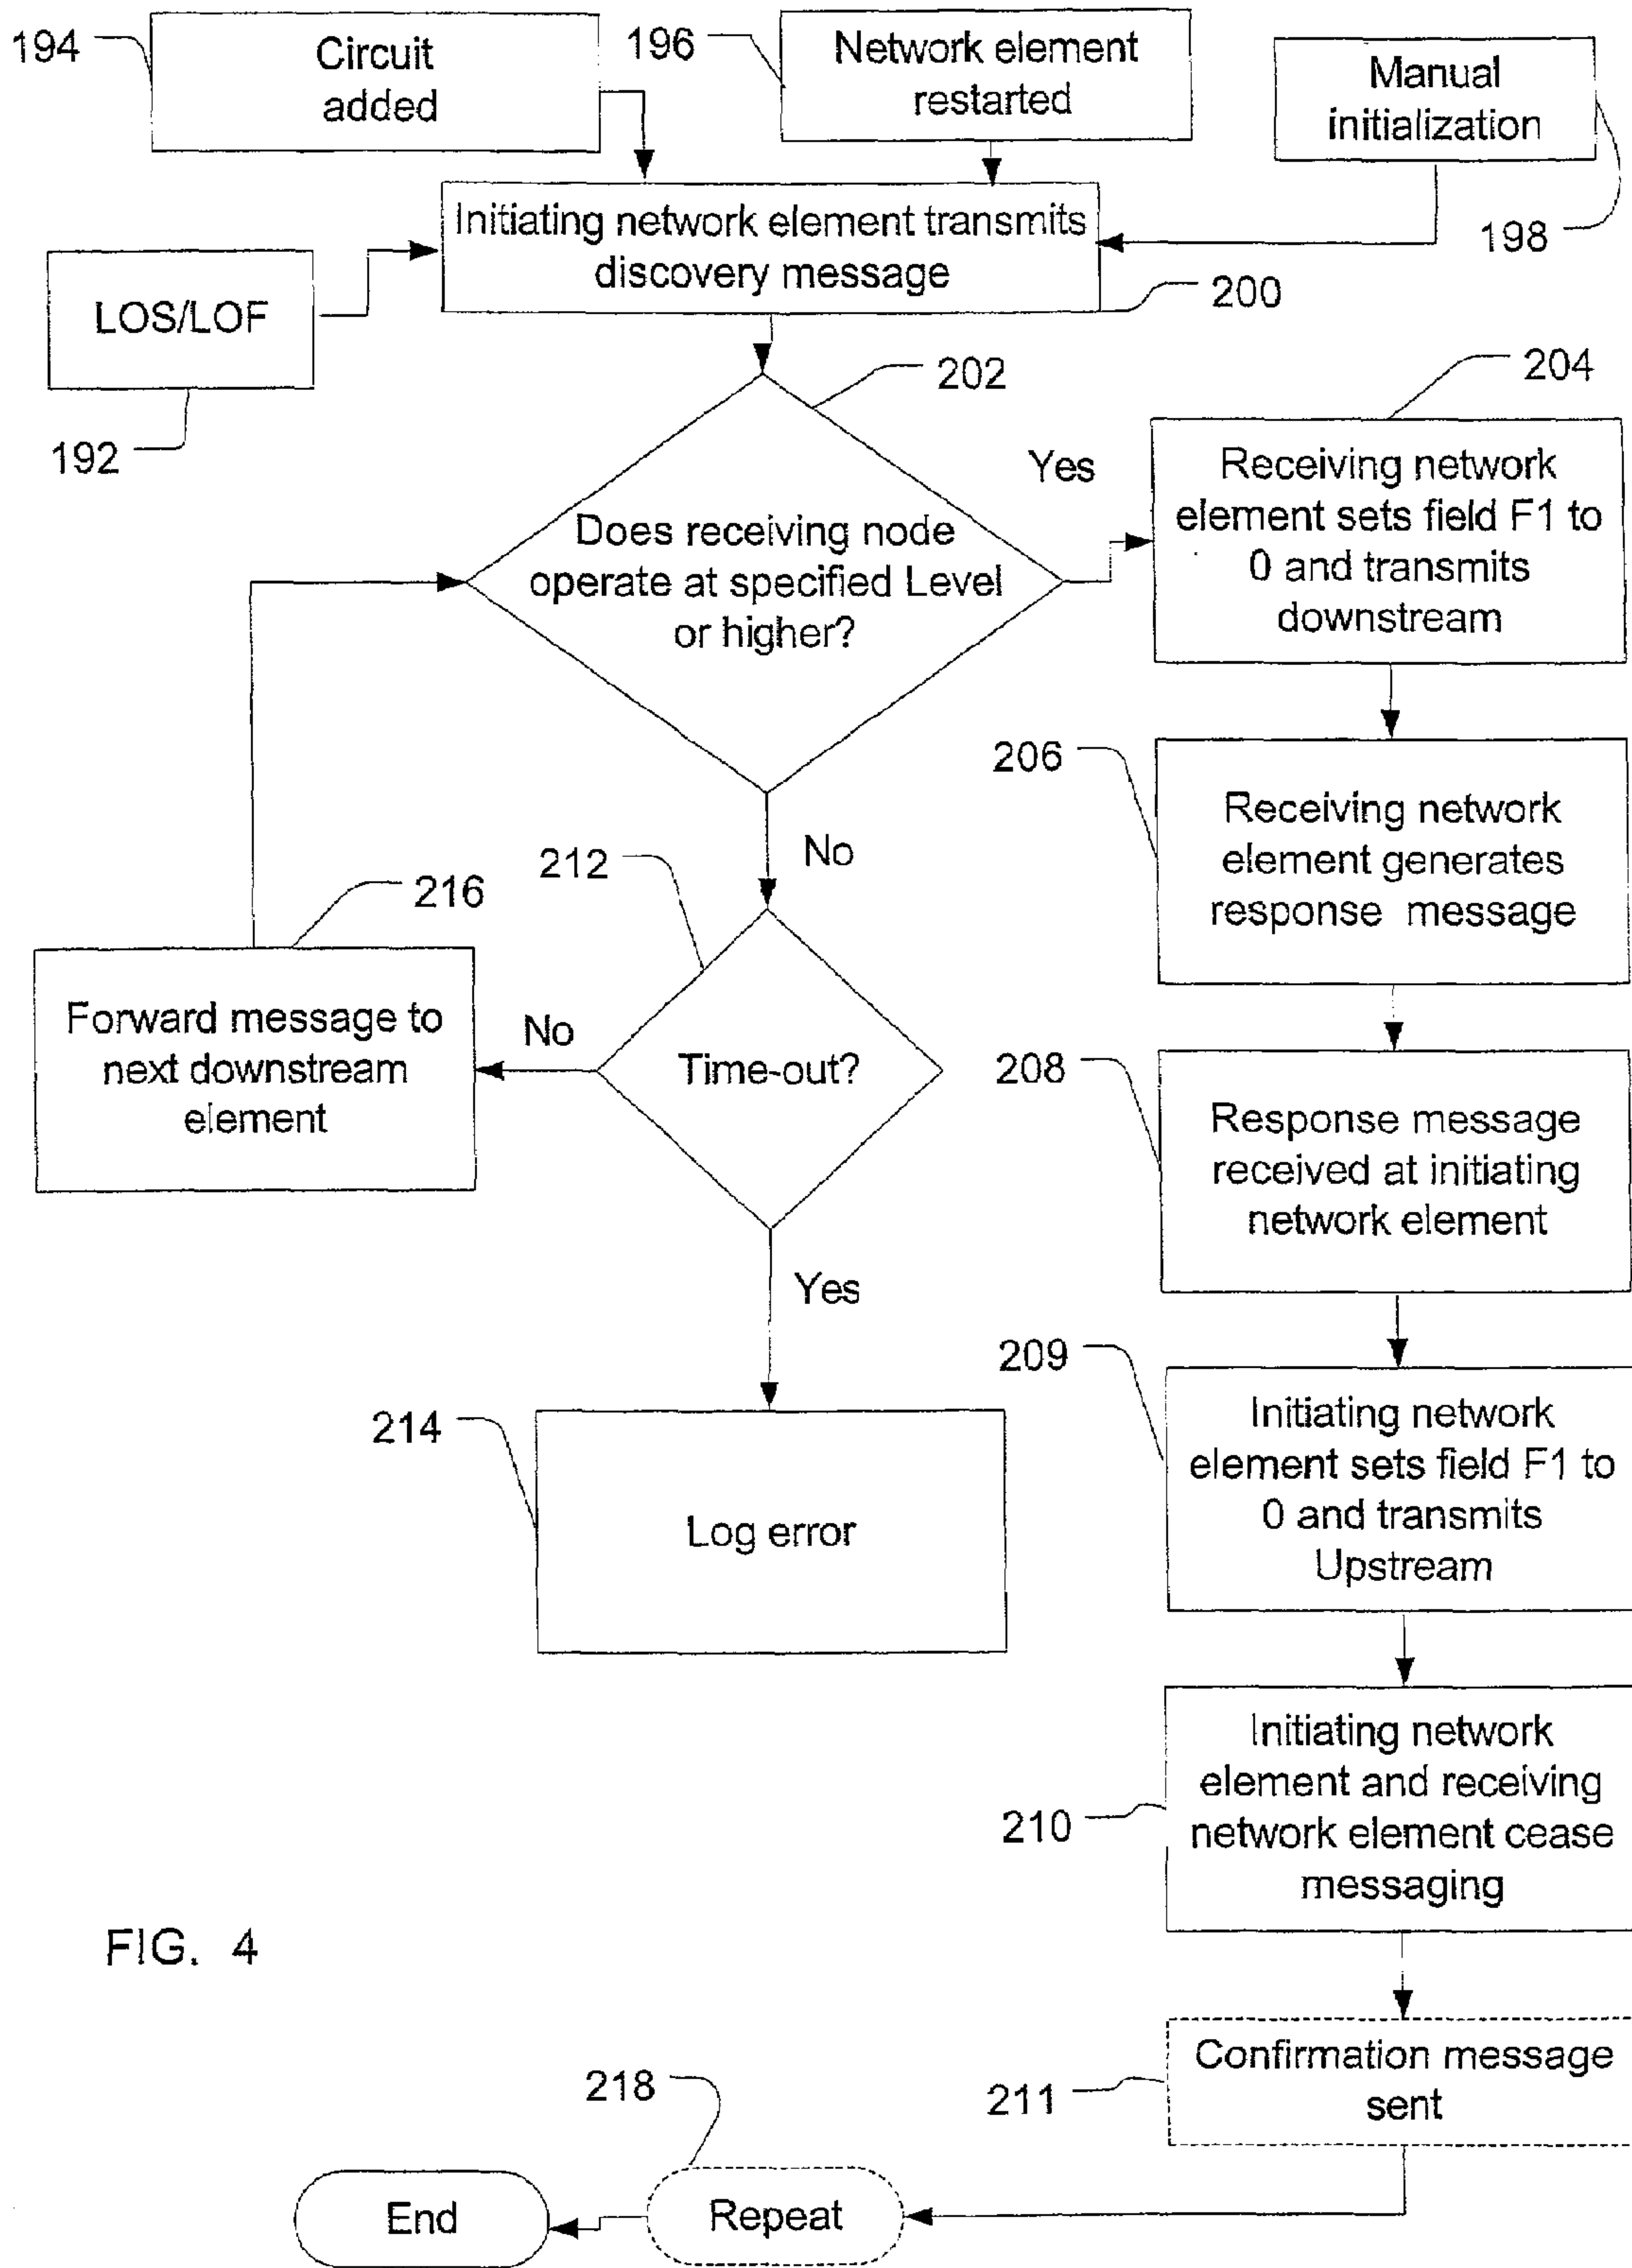 194
Circuit
added
196
Network element
restarted
Manual
initialization
198
Initiating network element transmits
discovery message
200
LOS/LOF
192
202
204
Does receiving node
operate at specified Level
or higher?
Yes
Receiving network
element sets field F1 to
0 and transmits
downstream
206
Receiving network
element generates
response message
No
212
216
Forward message to
next downstream
element
No
Time-out?
208
Response message
received at initiating
network element
Yes
209
Initiating network
element sets field F1 to
0 and transmits
Upstream
214
Log error
210
Initiating network
element and receiving
network element cease
messaging
FIG. 4
211
Confirmation message
sent
218
Repeat
End